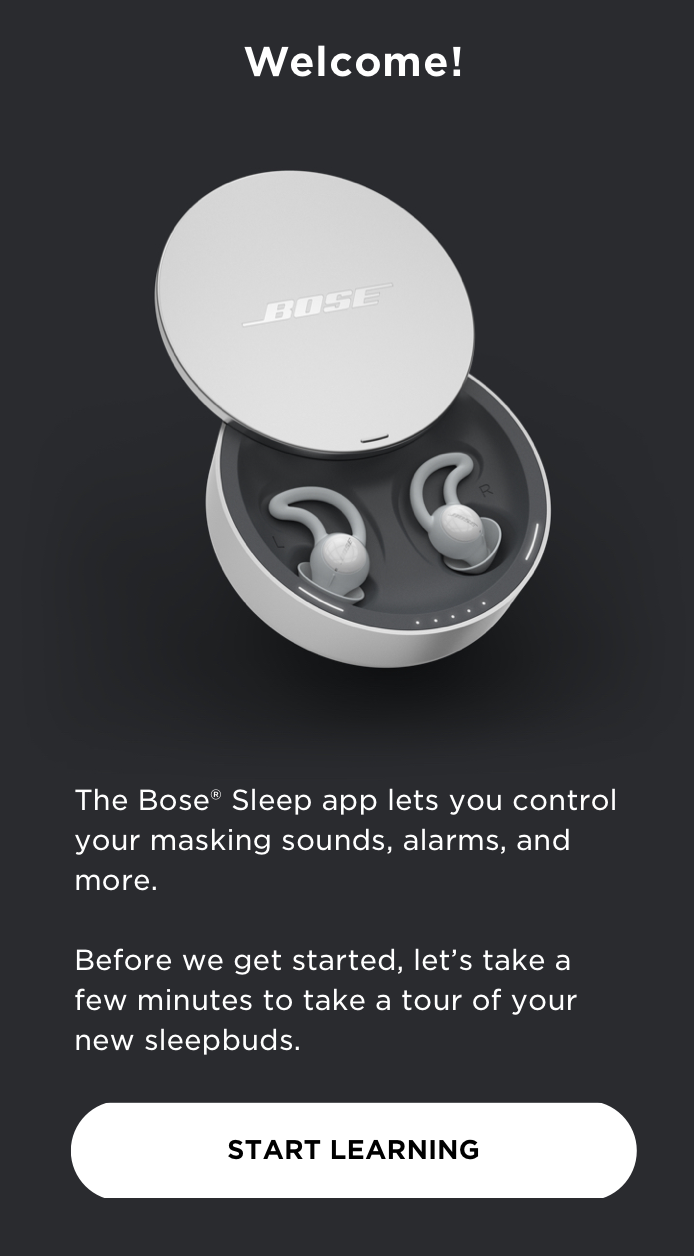 Welcome!
BOSE
R
L
The Bose® Sleep app lets you control
your masking sounds, alarms, and
more.
Before we get started, let’s take a
few minutes to take a tour of your
new sleepbuds.
START LEARNING